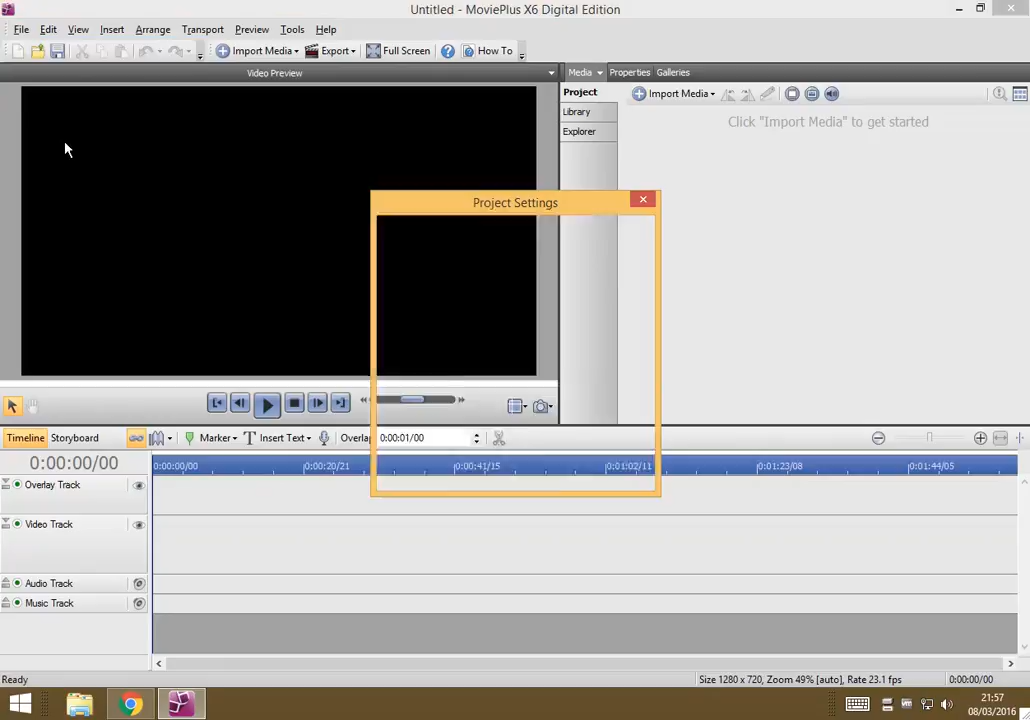 Untitled - MoviePlus X6 Digital Edition
File Edit View Insert Arrange Transport Preview Tools Help
Import Media Export Full Screen ? How To
Video Preview
Media Properties Galleries
Project
Import Media
Library
Click "Import Media" to get started
Explorer
Project Settings
Timeline Storyboard Marker T Insert Text Overlap 0:00:01/00
0:00:00/00
0:00:00/00 0:00:20/21 0:00:41/15 0:01:02/11 0:01:23/08 0:01:44/05
Overlay Track
Video Track
Audio Track
Music Track
Ready Size 1280 x 720, Zoom 49% [auto], Rate 23.1 fps 0:00:00/00
21:57
08/03/2016